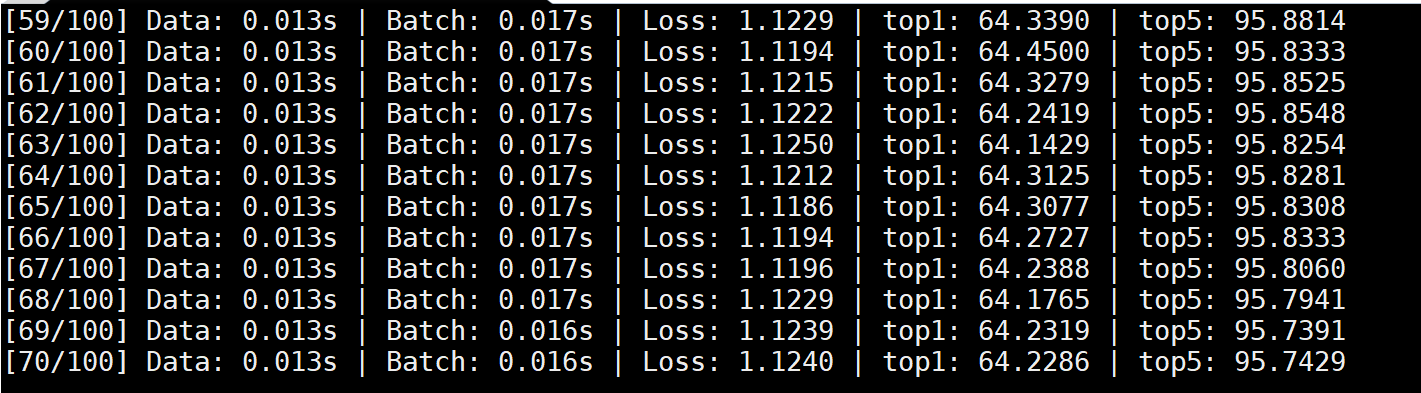 [59/100] Data: 0.013s | Batch: 0.017s | Loss: 1.1229 | top1: 64.3390 | top5: 95.8814
[60/100] Data: 0.013s | Batch: 0.017s | Loss: 1.1194 | top1: 64.4500 | top5: 95.8333
[61/100] Data: 0.013s | Batch: 0.017s | Loss: 1.1215 | top1: 64.3279 | top5: 95.8525
[62/100] Data: 0.013s | Batch: 0.017s | Loss: 1.1222 | top1: 64.2419 | top5: 95.8548
[63/100] Data: 0.013s | Batch: 0.017s | Loss: 1.1250 | top1: 64.1429 | top5: 95.8254
[64/100] Data: 0.013s | Batch: 0.017s | Loss: 1.1212 | top1: 64.3125 | top5: 95.8281
[65/100] Data: 0.013s | Batch: 0.017s | Loss: 1.1186 | top1: 64.3077 | top5: 95.8308
[66/100] Data: 0.013s | Batch: 0.017s | Loss: 1.1194 | top1: 64.2727 | top5: 95.8333
[67/100] Data: 0.013s | Batch: 0.017s | Loss: 1.1196 | top1: 64.2388 | top5: 95.8060
[68/100] Data: 0.013s | Batch: 0.017s | Loss: 1.1229 | top1: 64.1765 | top5: 95.7941
[69/100] Data: 0.013s | Batch: 0.016s | Loss: 1.1239 | top1: 64.2319 | top5: 95.7391
[70/100] Data: 0.013s | Batch: 0.016s | Loss: 1.1240 | top1: 64.2286 | top5: 95.7429